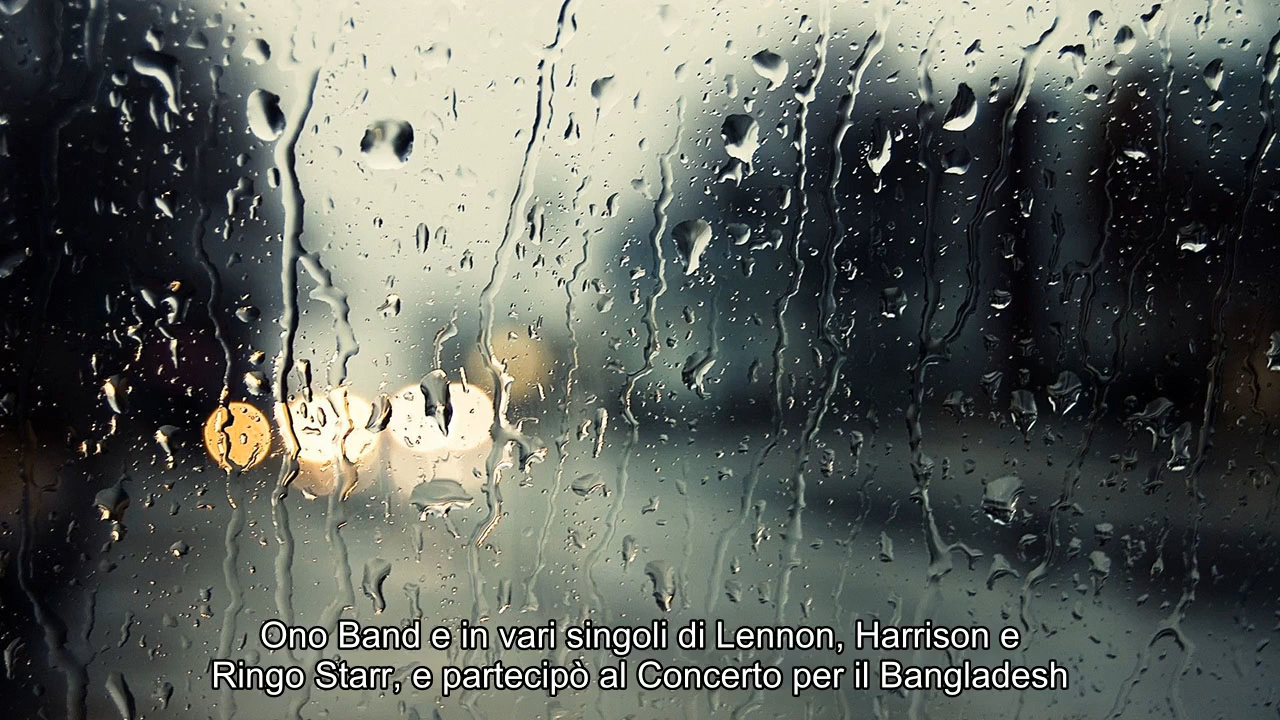 Ono Band e in vari singoli di Lennon, Harrison e
Ringo Starr, e partecipò al Concerto per il Bangladesh